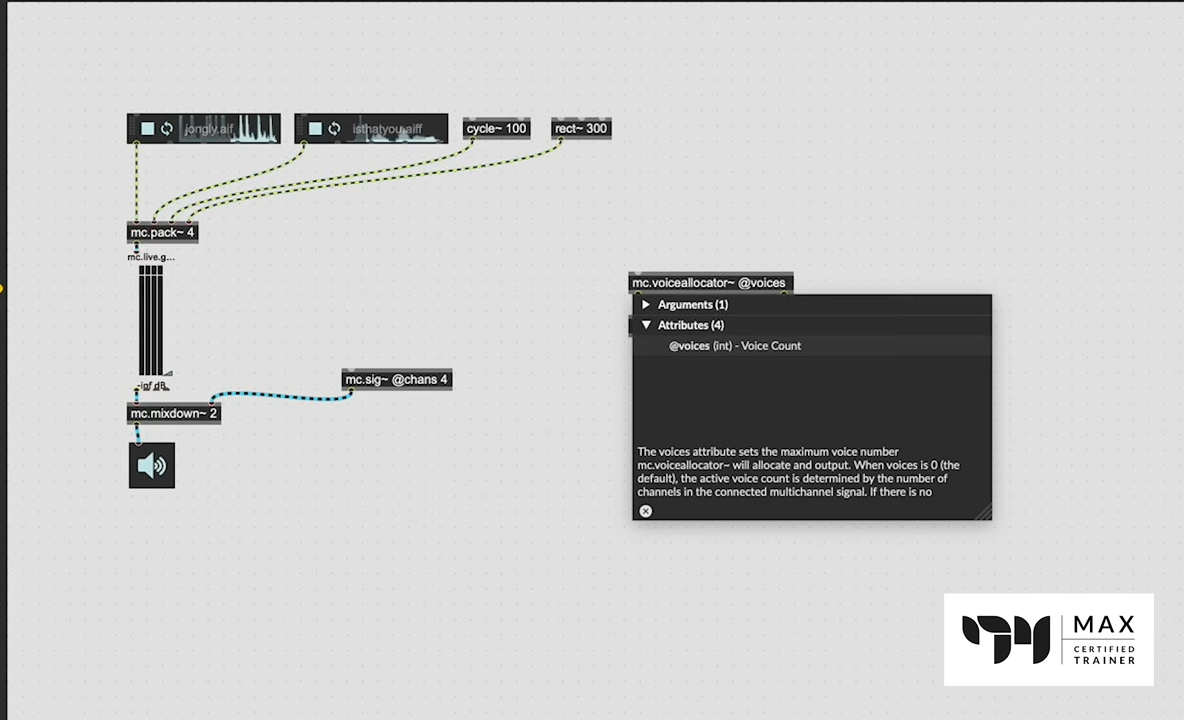 jongly.aif
isthatyou.aiff
cycle~ 100
rect~ 300
mc.pack~ 4
mc.live.g...
mc.voiceallocator~ @voices
Arguments (1)
Attributes (4)
@voices (int) - Voice Count
-inf dB
mc.sig~ @chans 4
mc.mixdown~ 2
The voices attribute sets the maximum voice number
mc.voiceallocator~ will allocate and output. When voices is 0 (the
default), the active voice count is determined by the number of
channels in the connected multichannel signal. If there is no
MAX
CERTIFIED
TRAINER